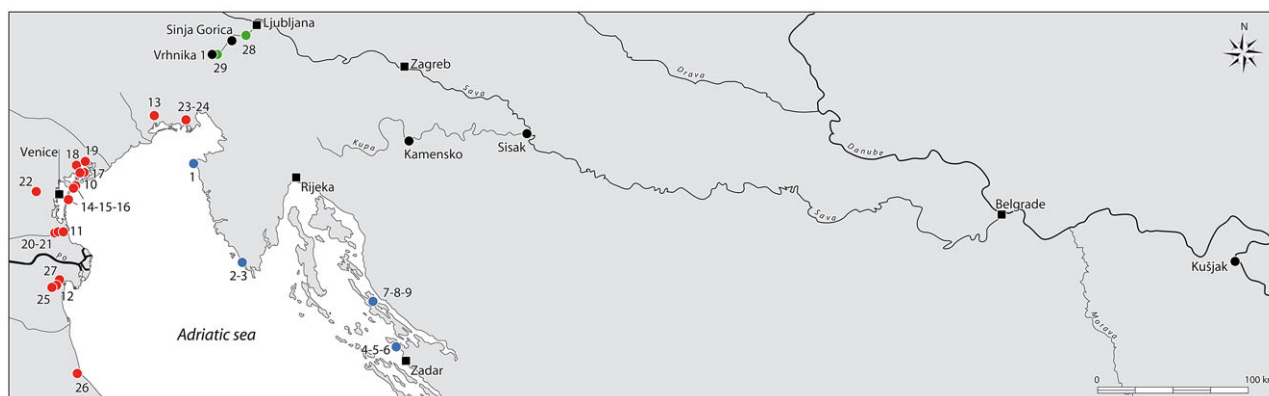 Sinja Gorica
Ljubljana
Vrhnika 1
28
29
Zagreb
Drava
N
Sava
13
23-24
Kupa
Kamensko
Sisak
Danube
Venice
18
19
17
1
22
10
Rijeka
14-15-16
Sava
Belgrade
20-21
11
Po
2-3
Kušjak
27
12
25
7-8-9
Morava
Adriatic sea
4-5-6
Zadar
26
0
100 km